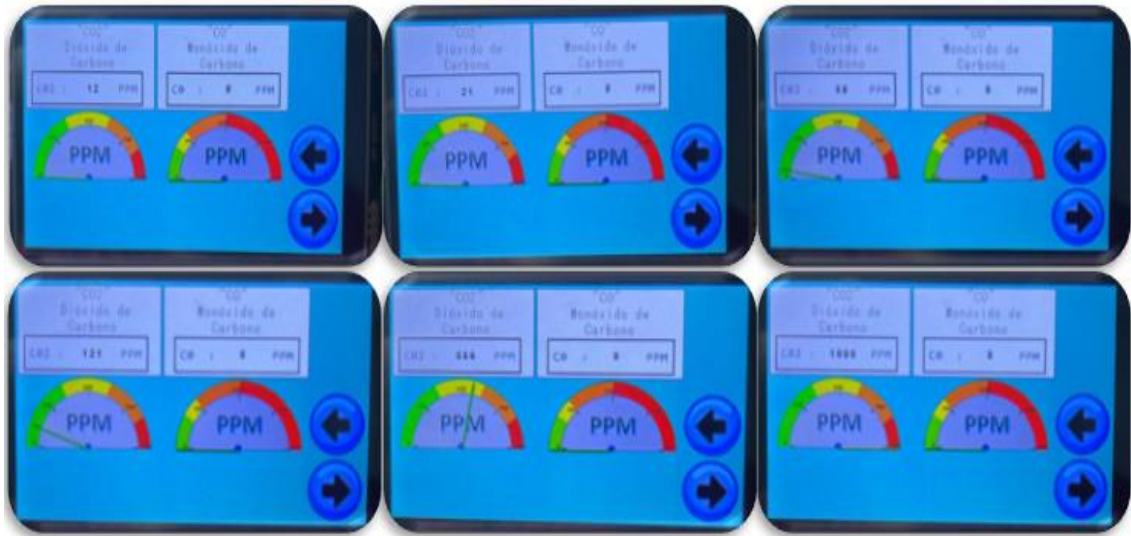 "CO2"
Dióxido de
Carbono
CO2 : 12 PPM
"CO"
Monóxido de
Carbono
CO : 0 PPM
PPM
PPM
"CO2"
Dióxido de
Carbono
CO2 : 21 PPM
"CO"
Monóxido de
Carbono
CO : 0 PPM
PPM
PPM
"CO2"
Dióxido de
Carbono
CO2 : PPM
"CO"
Monóxido de
Carbono
CO : 0 PPM
PPM
PPM
"CO2"
Dióxido de
Carbono
CO2 : 121 PPM
"CO"
Monóxido de
Carbono
CO : 0 PPM
PPM
PPM
"CO2"
Dióxido de
Carbono
CO2 : PPM
"CO"
Monóxido de
Carbono
CO : 0 PPM
PPM
PPM
"CO2"
Dióxido de
Carbono
CO2 : PPM
"CO"
Monóxido de
Carbono
CO : 0 PPM
PPM
PPM